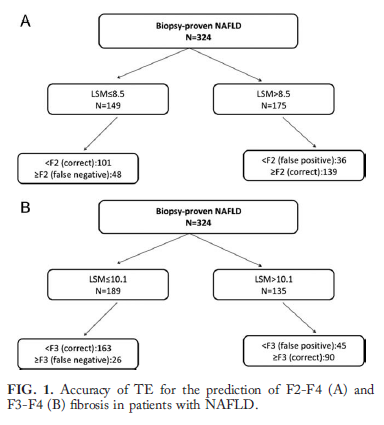 A
Biopsy-proven NAFLD
N=324
LSM≤8.5
N=149
LSM>8.5
N=175
<F2 (correct):101
≥F2 (false negative):48
<F2 (false positive):36
≥F2 (correct):139
B
Biopsy-proven NAFLD
N=324
LSM≤10.1
N=189
LSM>10.1
N=135
<F3 (correct):163
≥F3 (false negative):26
<F3 (false positive):45
≥F3 (correct):90
FIG. 1. Accuracy of TE for the prediction of F2-F4 (A) and
F3-F4 (B) fibrosis in patients with NAFLD.